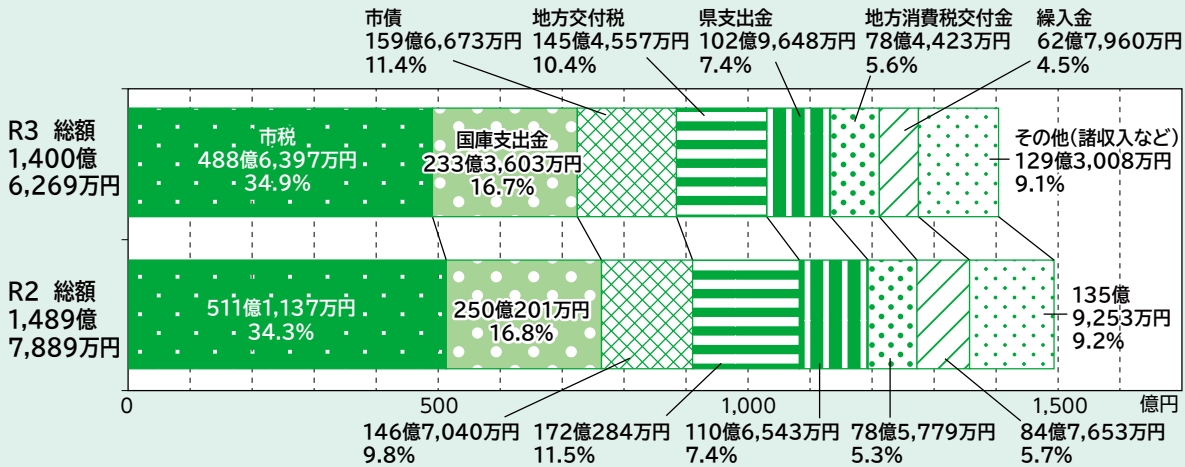 市債
159億6,673万円
11.4%
地方交付税
145億4,557万円
10.4%
県支出金
102億9,648万円
7.4%
地方消費税交付金
78億4,423万円
5.6%
繰入金
62億7,960万円
4.5%
R3 総額
1,400億
6,269万円
市税
488億6,397万円
34.9%
国庫支出金
233億3,603万円
16.7%
その他(諸収入など)
129億3,008万円
9.1%
R2 総額
1,489億
7,889万円
511億1,137万円
34.3%
250億201万円
16.8%
135億
9,253万円
9.2%
0 500 1,000 1,500 億円
146億7,040万円
9.8%
172億284万円
11.5%
110億6,543万円
7.4%
78億5,779万円
5.3%
84億7,653万円
5.7%